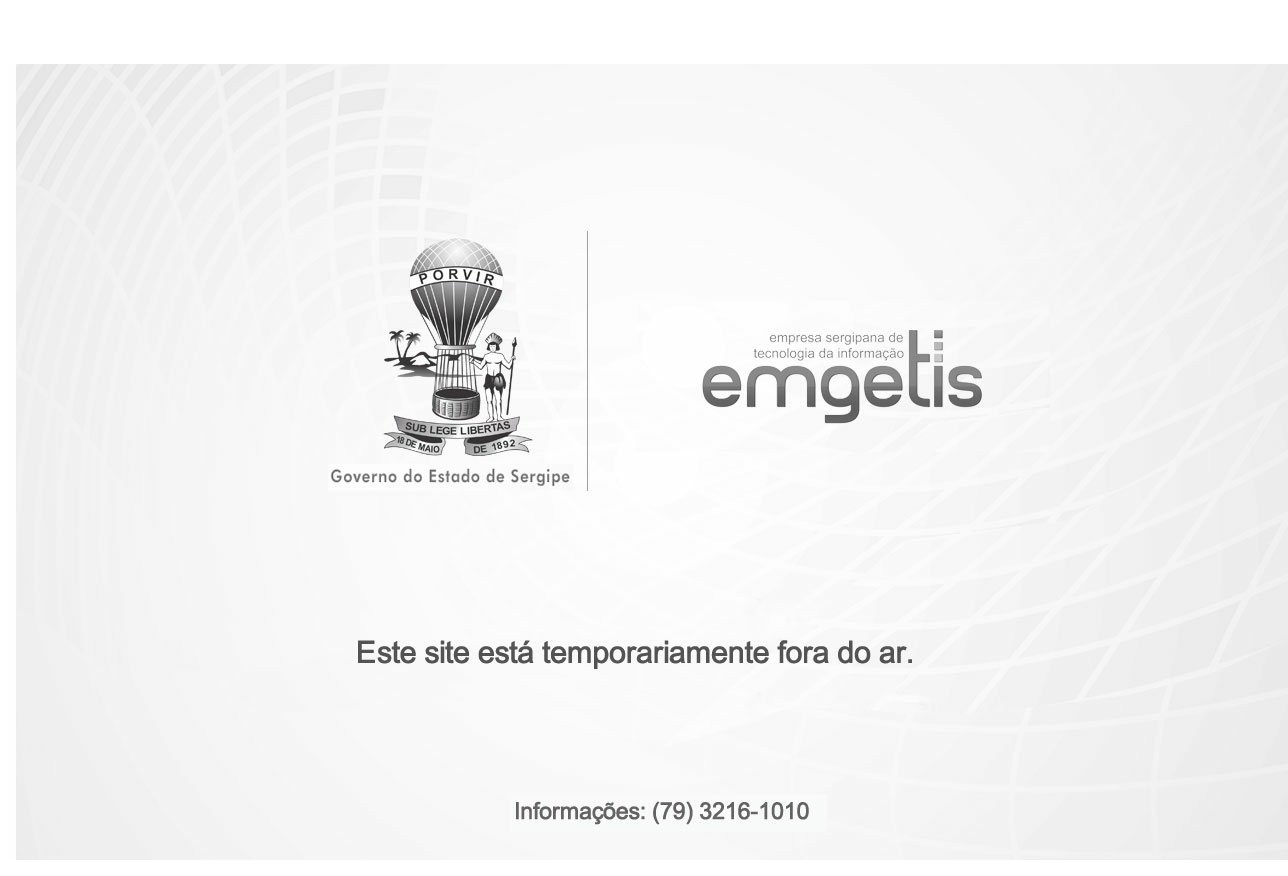 PORVIR
SUB LEGE LIBERTAS
18 DE MAIO DE 1892
Governo do Estado de Sergipe
empresa sergipana de
tecnologia da informação
emgetis
Este site está temporariamente fora do ar.
Informações: (79) 3216-1010